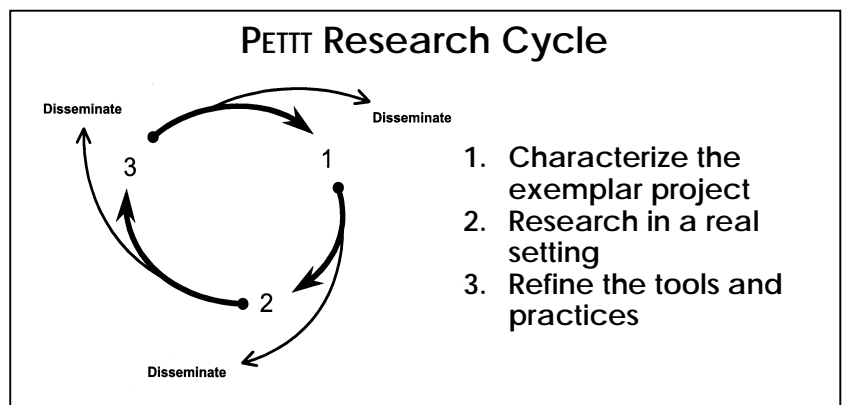 PETTT Research Cycle
Disseminate
Disseminate
3
1
2
Disseminate
1. Characterize the
exemplar project
2. Research in a real
setting
3. Refine the tools and
practices